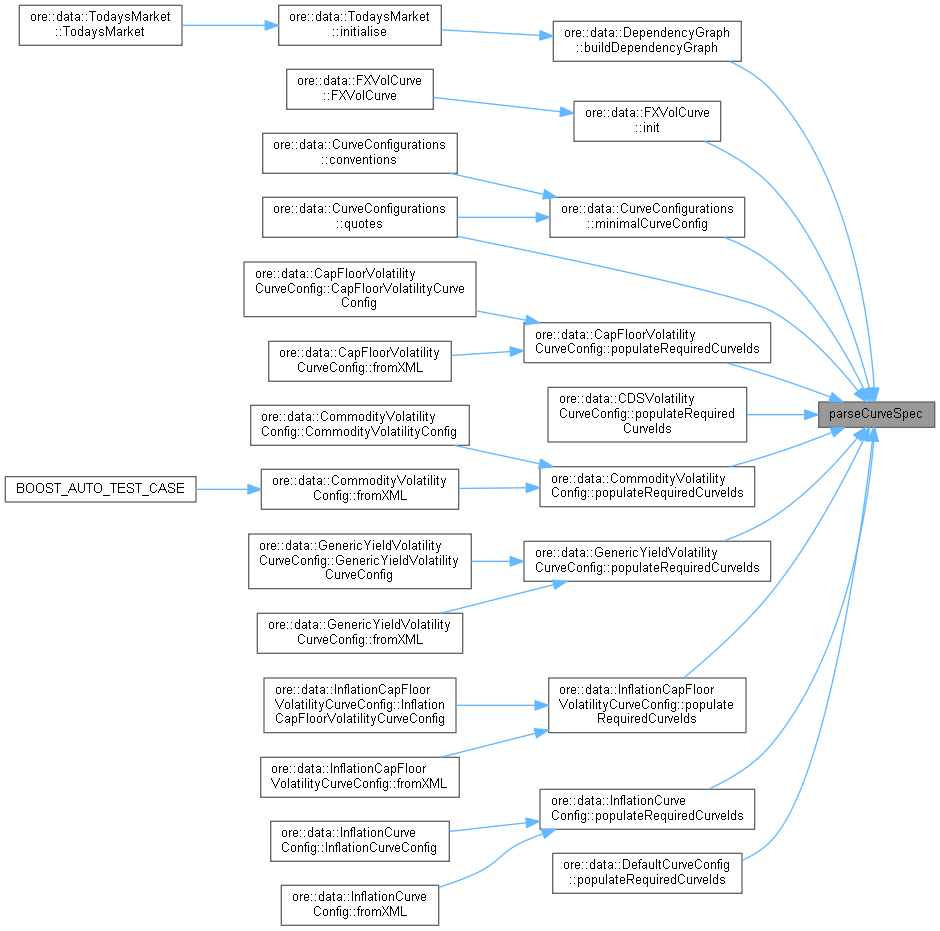 ore::data::TodaysMarket
::TodaysMarket
ore::data::TodaysMarket
::initialise
ore::data::DependencyGraph
::buildDependencyGraph
ore::data::FXVolCurve
::FXVolCurve
ore::data::FXVolCurve
::init
ore::data::CurveConfigurations
::conventions
ore::data::CurveConfigurations
::quotes
ore::data::CurveConfigurations
::minimalCurveConfig
ore::data::CapFloorVolatility
CurveConfig::CapFloorVolatilityCurve
Config
ore::data::CapFloorVolatility
CurveConfig::fromXML
ore::data::CapFloorVolatility
CurveConfig::populateRequiredCurveIds
ore::data::CDSVolatility
CurveConfig::populateRequired
CurveIds
parseCurveSpec
ore::data::CommodityVolatility
Config::CommodityVolatilityConfig
BOOST_AUTO_TEST_CASE
ore::data::CommodityVolatility
Config::fromXML
ore::data::CommodityVolatility
Config::populateRequiredCurveIds
ore::data::GenericYieldVolatility
CurveConfig::GenericYieldVolatility
CurveConfig
ore::data::GenericYieldVolatility
CurveConfig::populateRequiredCurveIds
ore::data::GenericYieldVolatility
CurveConfig::fromXML
ore::data::InflationCapFloor
VolatilityCurveConfig::Inflation
CapFloorVolatilityCurveConfig
ore::data::InflationCapFloor
VolatilityCurveConfig::populate
RequiredCurveIds
ore::data::InflationCapFloor
VolatilityCurveConfig::fromXML
ore::data::InflationCurve
Config::populateRequiredCurveIds
ore::data::InflationCurve
Config::InflationCurveConfig
ore::data::DefaultCurveConfig
::populateRequiredCurveIds
ore::data::InflationCurve
Config::fromXML